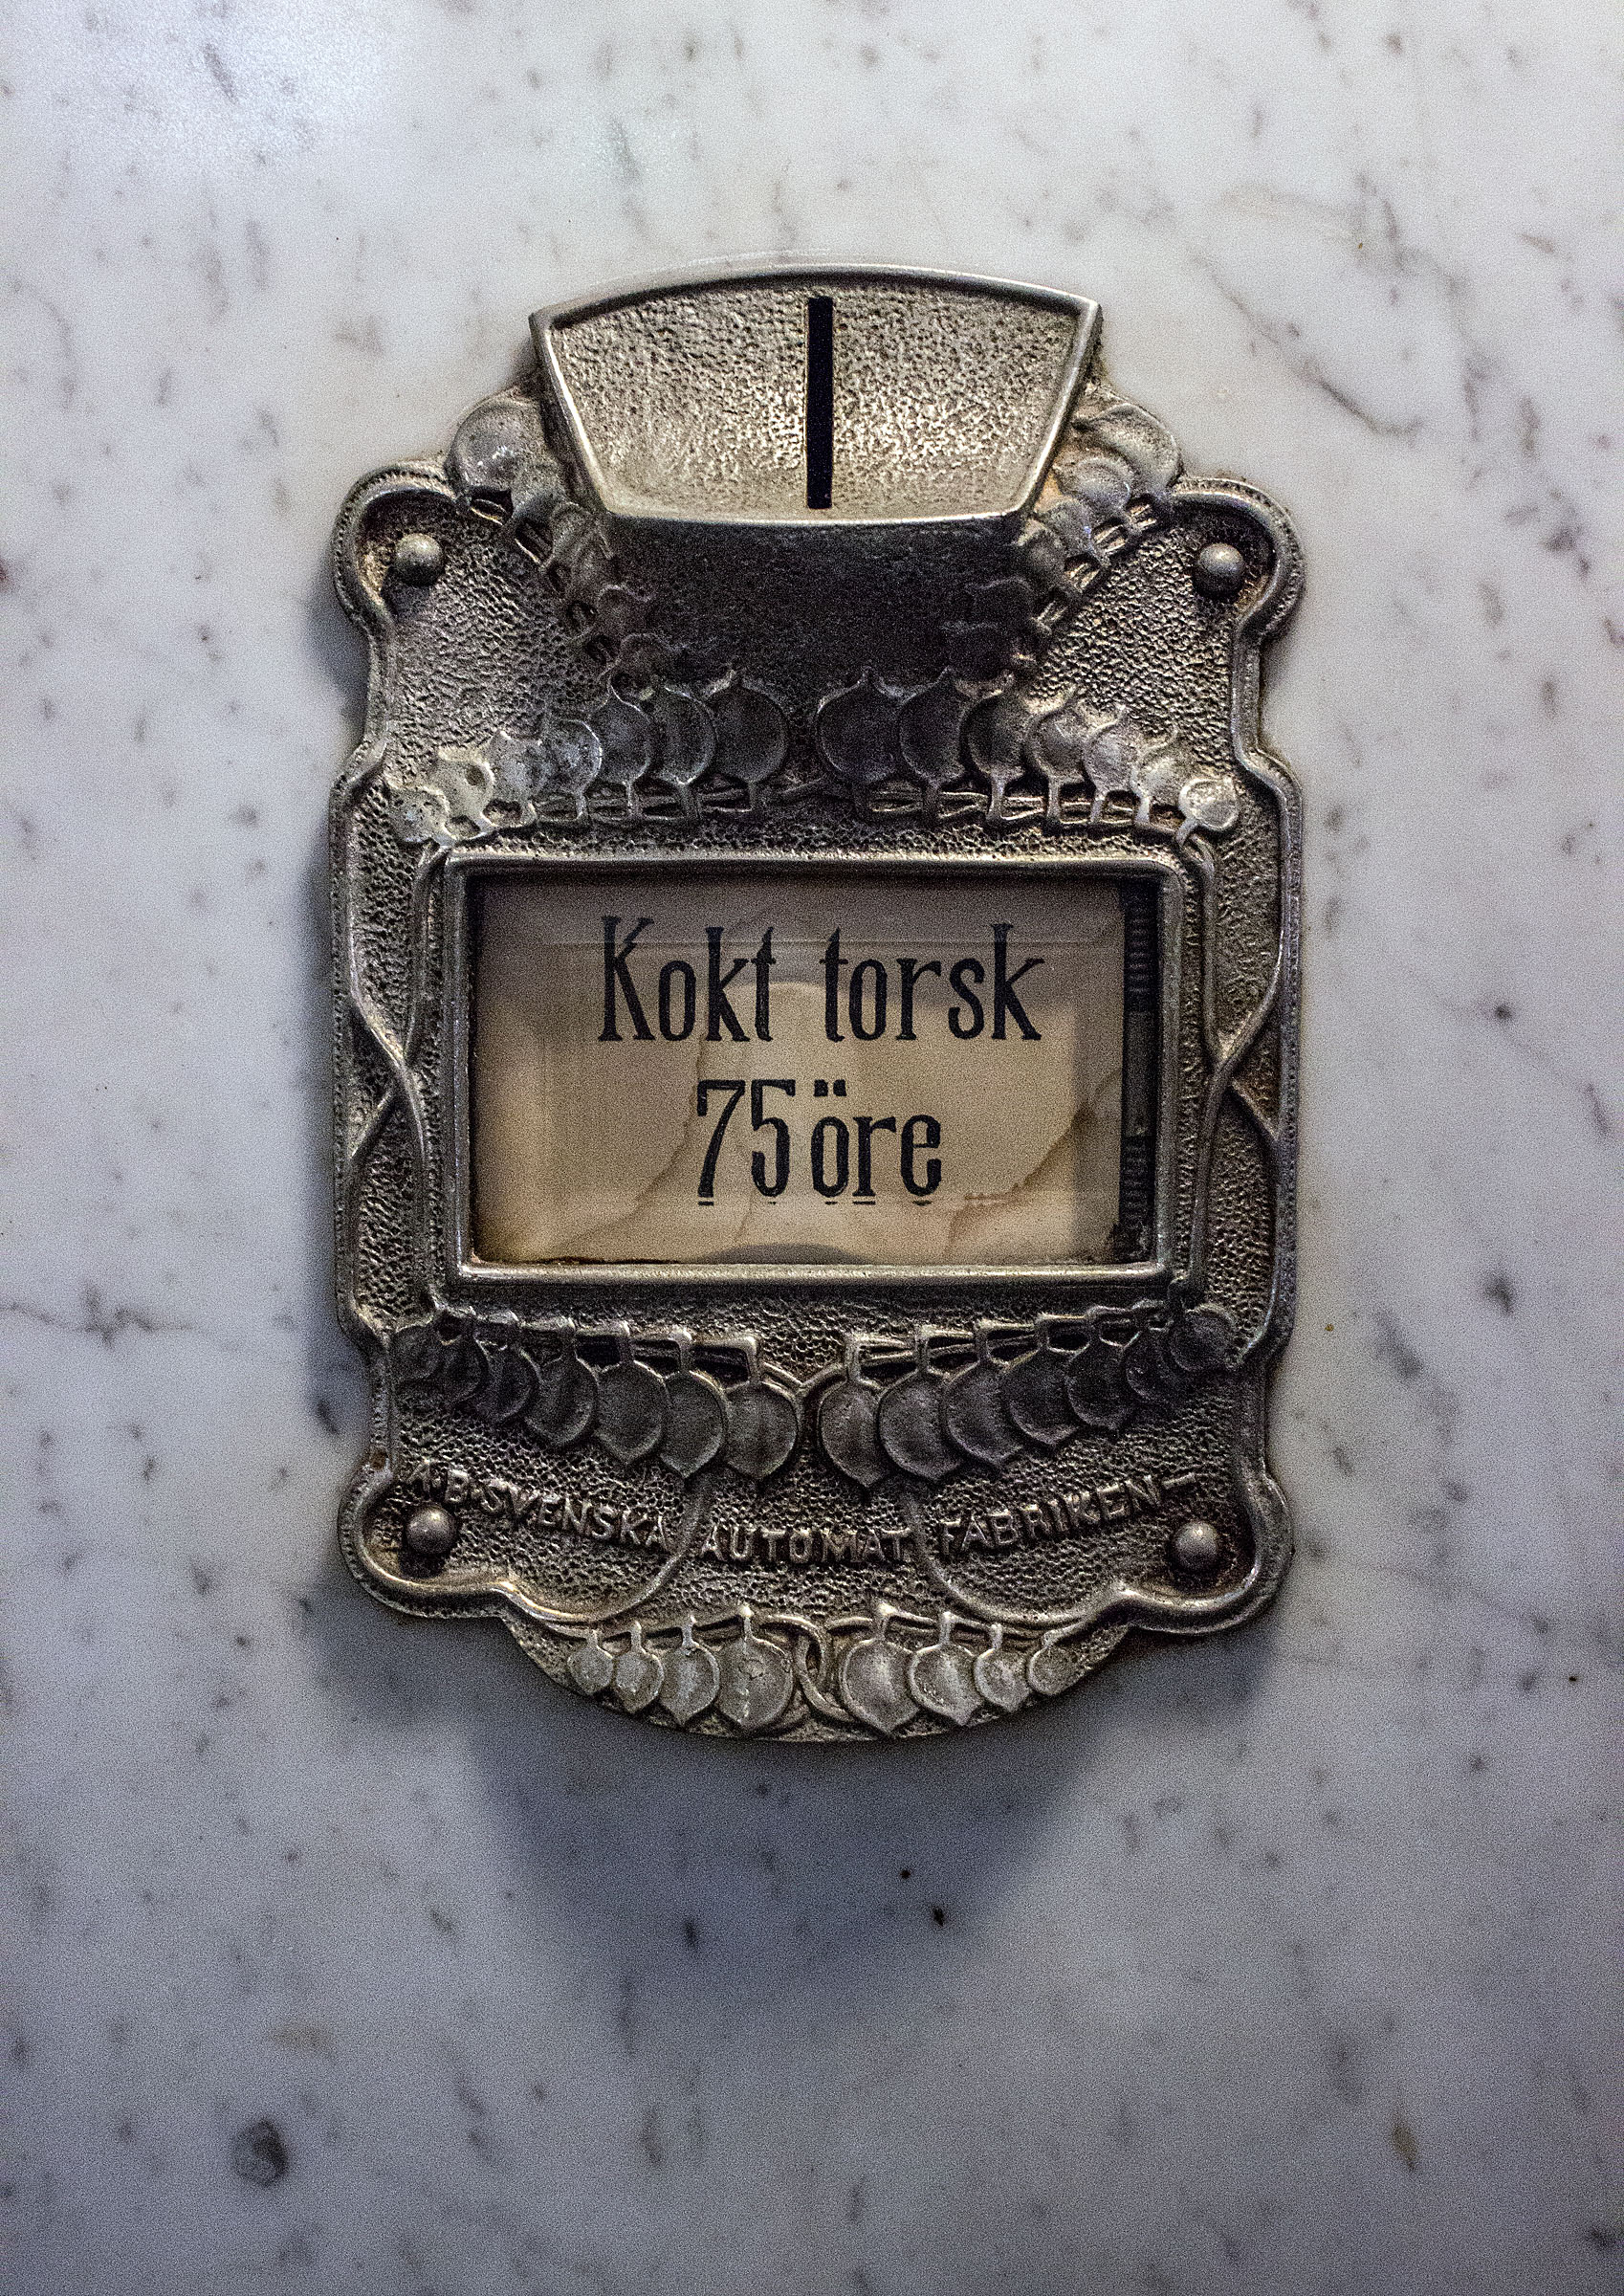 Kokt torsk
75 öre
A.B. SVENSKA AUTOMAT FABRIKEN